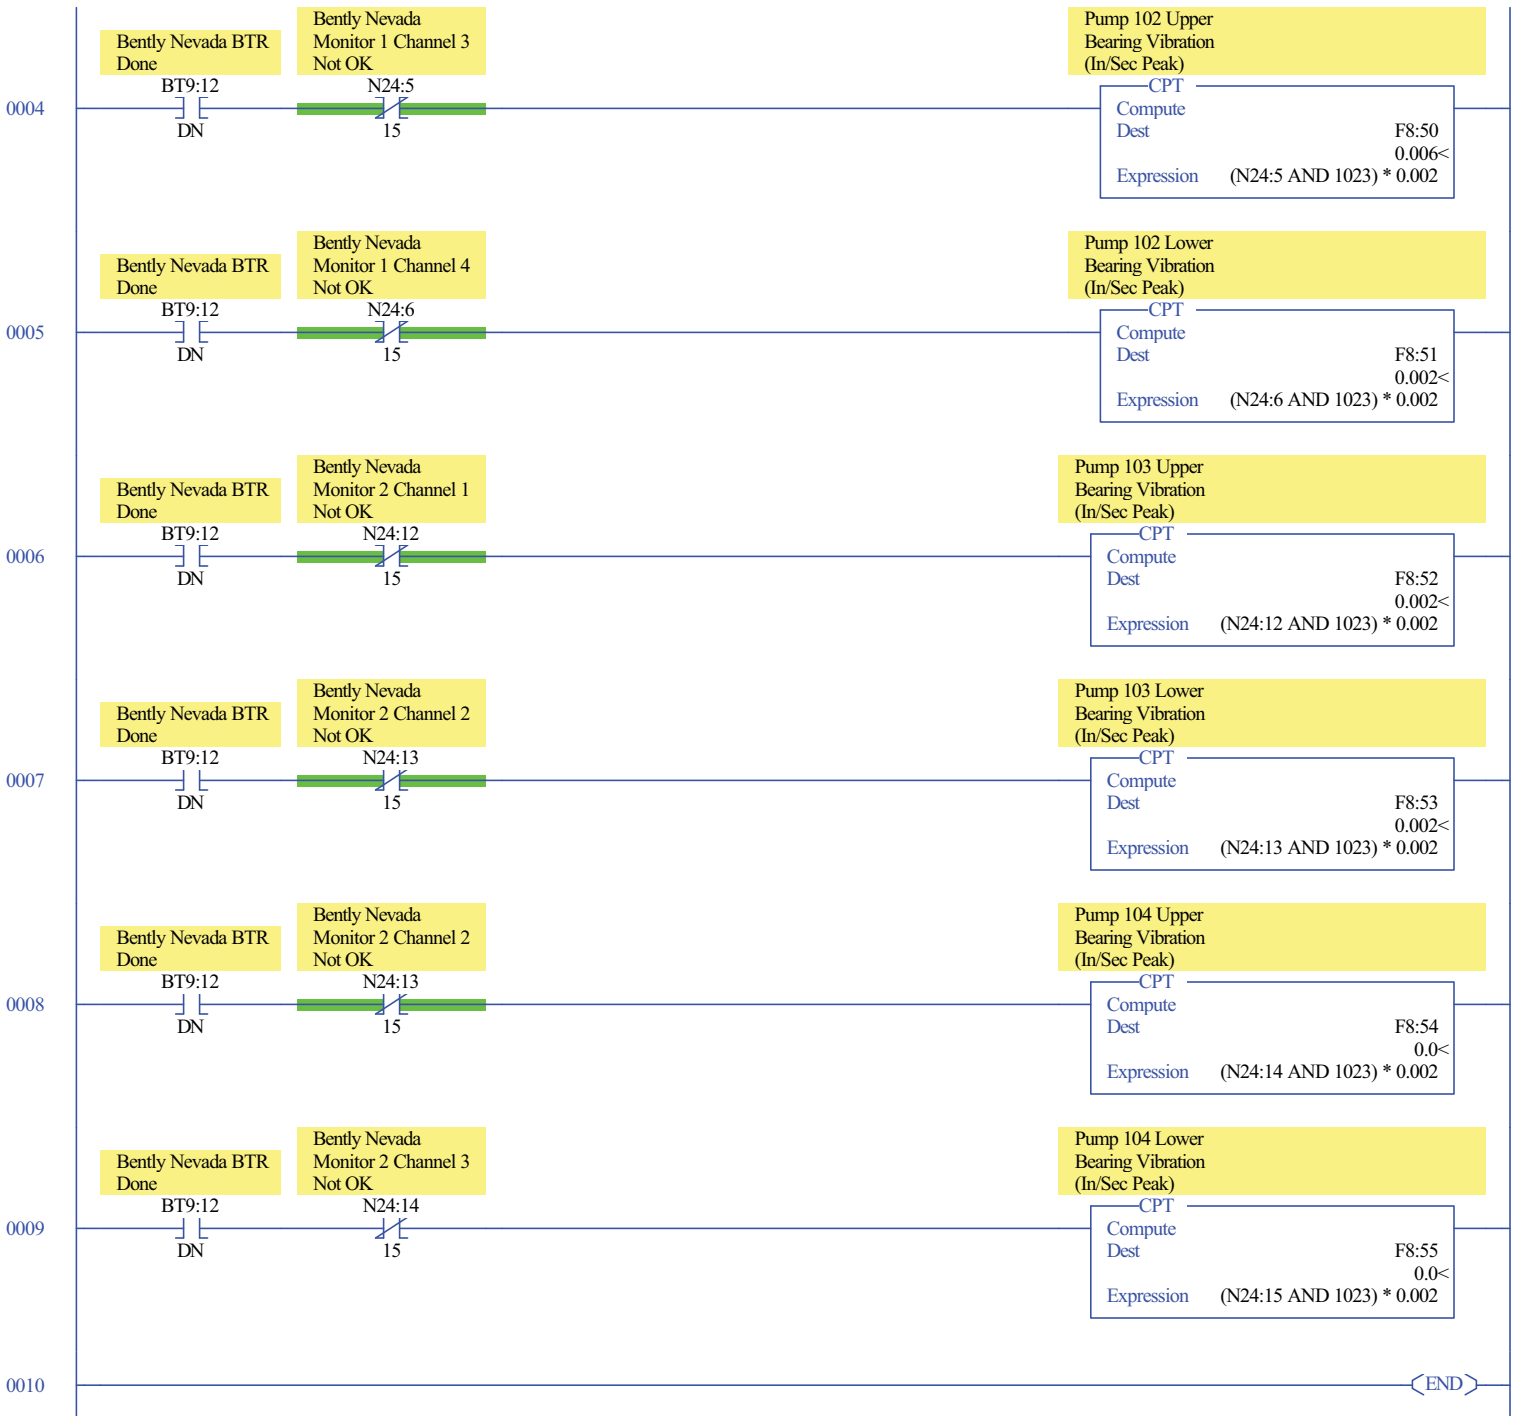 Bently Nevada BTR
Done
BT9:12
DN
Bently Nevada
Monitor 1 Channel 3
Not OK
N24:5
15
Pump 102 Upper
Bearing Vibration
(In/Sec Peak)
CPT
Compute
Dest F8:50
0.006<
Expression (N24:5 AND 1023) * 0.002
0004
Bently Nevada BTR
Done
BT9:12
DN
Bently Nevada
Monitor 1 Channel 4
Not OK
N24:6
15
Pump 102 Lower
Bearing Vibration
(In/Sec Peak)
CPT
Compute
Dest F8:51
0.002<
Expression (N24:6 AND 1023) * 0.002
0005
Bently Nevada BTR
Done
BT9:12
DN
Bently Nevada
Monitor 2 Channel 1
Not OK
N24:12
15
Pump 103 Upper
Bearing Vibration
(In/Sec Peak)
CPT
Compute
Dest F8:52
0.002<
Expression (N24:12 AND 1023) * 0.002
0006
Bently Nevada BTR
Done
BT9:12
DN
Bently Nevada
Monitor 2 Channel 2
Not OK
N24:13
15
Pump 103 Lower
Bearing Vibration
(In/Sec Peak)
CPT
Compute
Dest F8:53
0.002<
Expression (N24:13 AND 1023) * 0.002
0007
Bently Nevada BTR
Done
BT9:12
DN
Bently Nevada
Monitor 2 Channel 2
Not OK
N24:13
15
Pump 104 Upper
Bearing Vibration
(In/Sec Peak)
CPT
Compute
Dest F8:54
0.0<
Expression (N24:14 AND 1023) * 0.002
0008
Bently Nevada BTR
Done
BT9:12
DN
Bently Nevada
Monitor 2 Channel 3
Not OK
N24:14
15
Pump 104 Lower
Bearing Vibration
(In/Sec Peak)
CPT
Compute
Dest F8:55
0.0<
Expression (N24:15 AND 1023) * 0.002
0009
0010
END